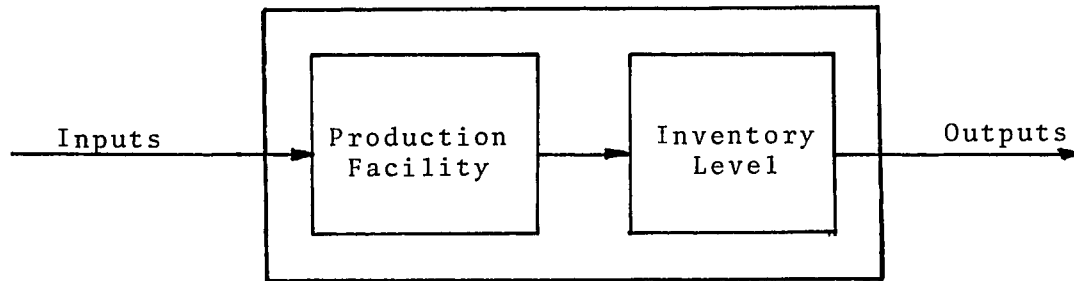 Inputs
Production
Facility
Inventory
Level
Outputs